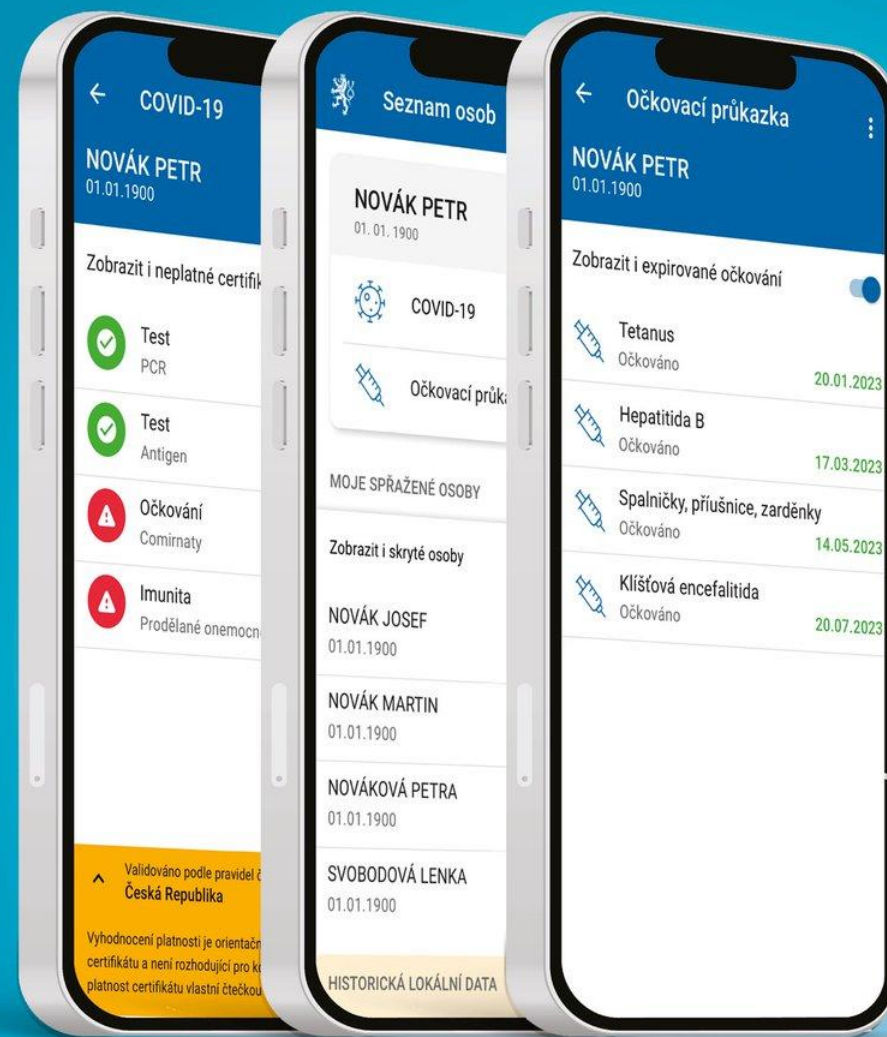 COVID-19
NOVÁK PETR
01.01.1900
Zobrazit i neplatné
Test
PCR
Test
Antigen
Očkování
Comirnaty
Imunita
Prodělané
Validováno podle pravidel
Česká Republika
Vyhodnocení platnosti je
certifikátu a není rozhodující pro
platnost certifikátu vlastní čtečkou
Seznam osob
NOVÁK PETR
01. 01. 1900
COVID-19
Očkovací
MOJE SPŘAŽENÉ OSOBY
Zobrazit i skryté osoby
NOVÁK JOSEF
01.01.1900
NOVÁK MARTIN
01.01.1900
NOVÁKOVÁ PETRA
01.01.1900
SVOBODOVÁ LENKA
01.01.1900
HISTORICKÁ LOKÁLNÍ DATA
Očkovací průkazka
NOVÁK PETR
01.01.1900
Zobrazit i expirované očkování
Tetanus
Očkováno
20.01.2023
Hepatitida B
Očkováno
17.03.2023
Spalničky, příušnice, zarděnky
Očkováno
14.05.2023
Klíšťová encefalitida
Očkováno
20.07.2023